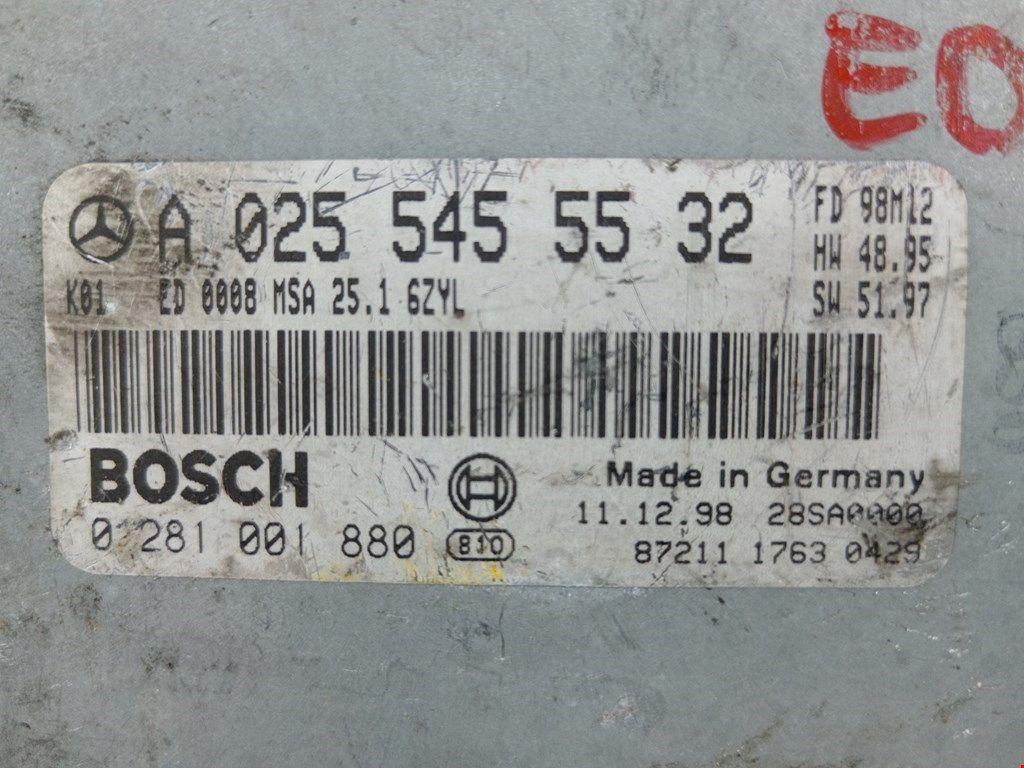 EO
A 025 545 55 32
FD 98M12
HW 48.95
SW 51.97
K01 ED 0008 MSA 25.1 6ZYL
BOSCH
Made in Germany
0 281 001 880
810
11.12.98 28SA0000
87211 1763 0429